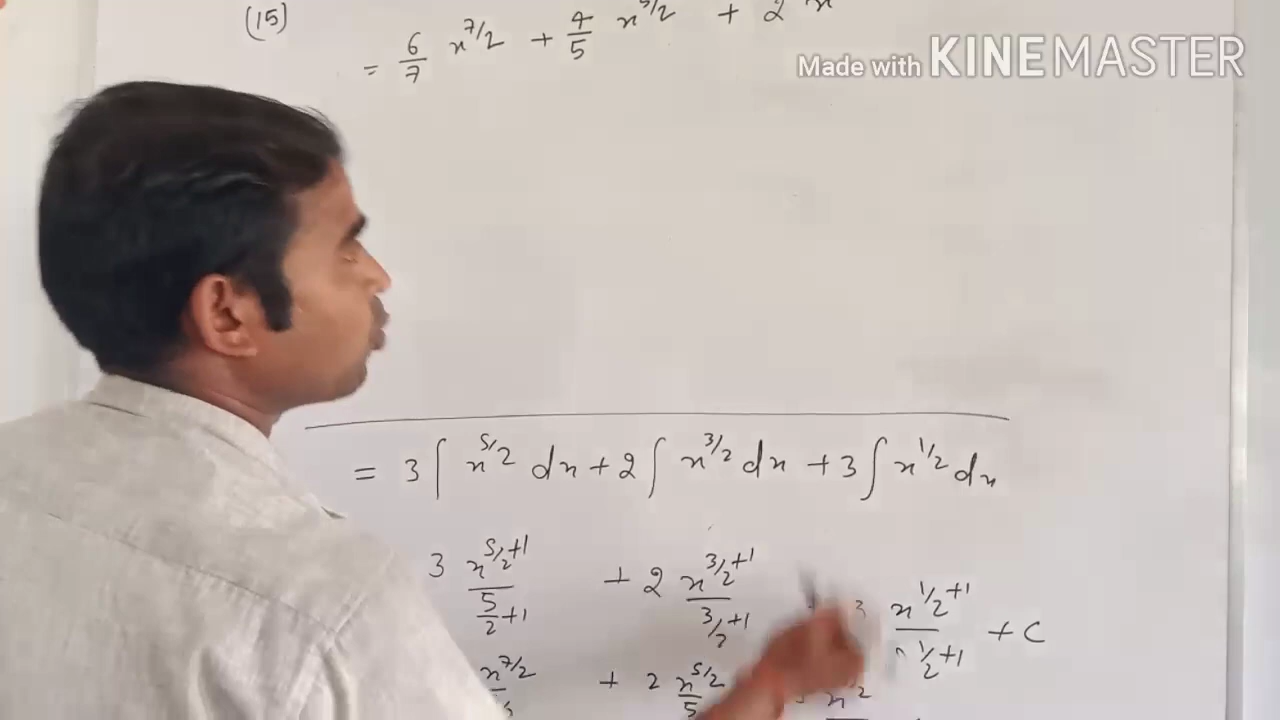 (15)
= 6/7 x^7/2 + 4/5 x^5/2 + 2 x
Made with KINEMASTER
= 3 ∫ x^5/2 dx + 2 ∫ x^3/2 dx + 3 ∫ x^1/2 dx
3 x^5/2+1 / 5/2+1 + 2 x^3/2+1 / 3/2+1 + 3 x^1/2+1 / 1/2+1 + C
x^7/2 + 2 x^5/2 / 5